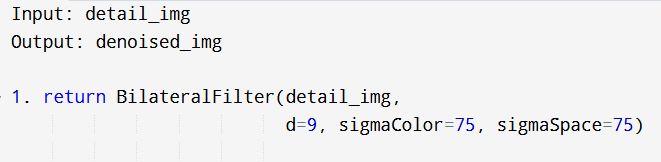 Input: detail_img
Output: denoised_img
1. return BilateralFilter(detail_img,
d=9, sigmaColor=75, sigmaSpace=75)